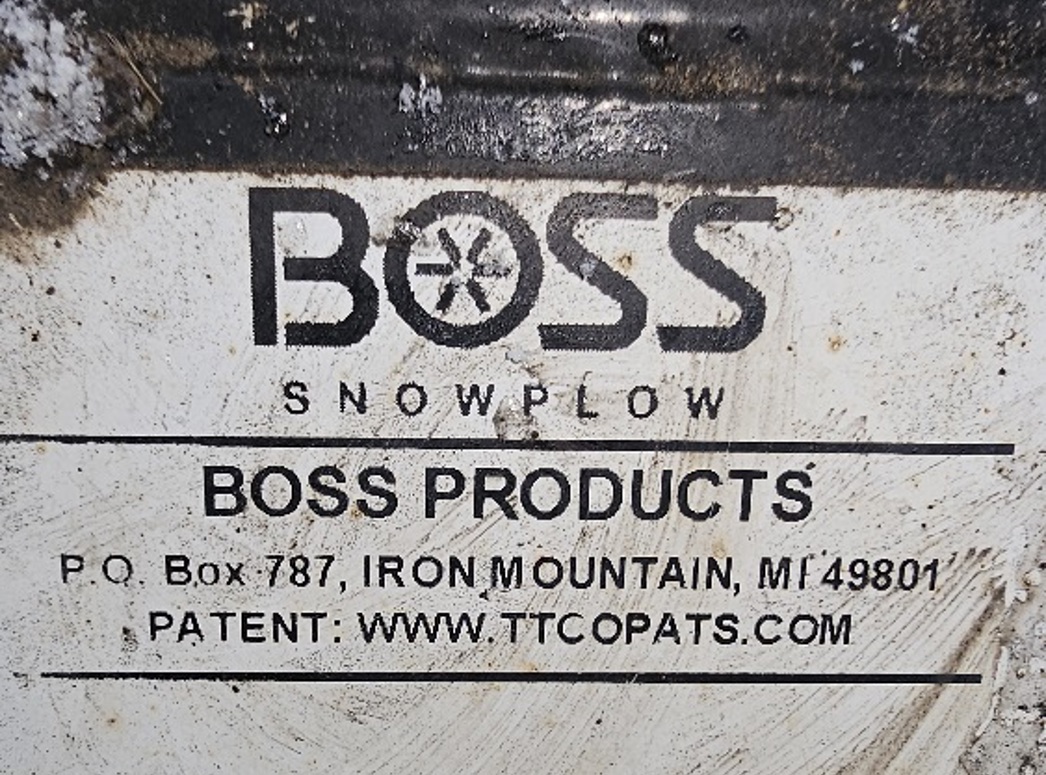 BOSS
SNOWPLOW
BOSS PRODUCTS
P.O. Box 787, IRON MOUNTAIN, MI 49801
PATENT: WWW.TTCOPATS.COM